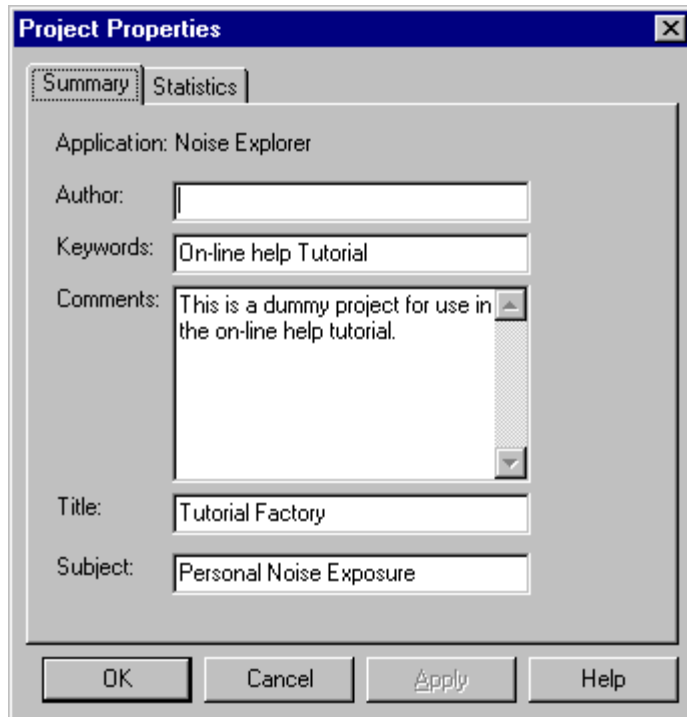 Project Properties
Summary Statistics
Application: Noise Explorer
Author:
Keywords: On-line help Tutorial
Comments: This is a dummy project for use in
the on-line help tutorial.
Title: Tutorial Factory
Subject: Personal Noise Exposure
OK Cancel Apply Help